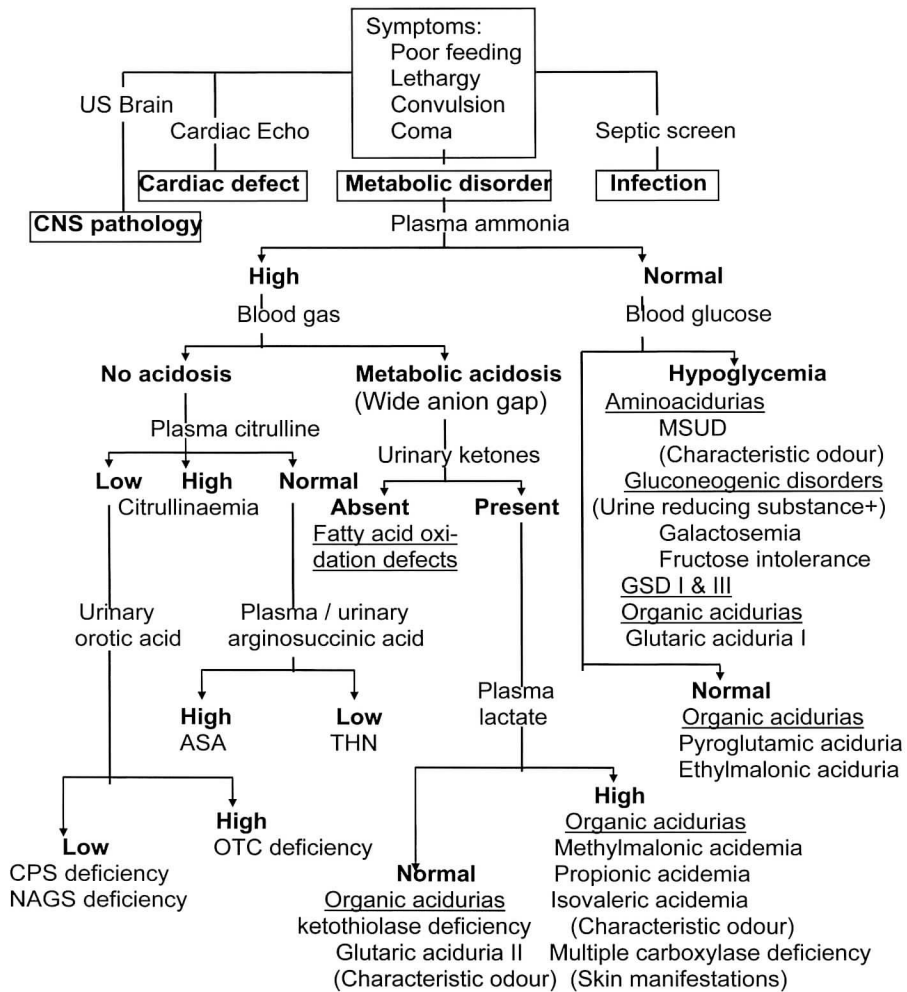 Symptoms:
Poor feeding
Lethargy
Convulsion
Coma
US Brain
Cardiac Echo
Septic screen
Cardiac defect
Metabolic disorder
Infection
CNS pathology
Plasma ammonia
High
Normal
Blood gas
Blood glucose
No acidosis
Metabolic acidosis
(Wide anion gap)
Hypoglycemia
Aminoacidurias
MSUD
(Characteristic odour)
Gluconeogenic disorders
(Urine reducing substance+)
Galactosemia
Fructose intolerance
GSD I & III
Organic acidurias
Glutaric aciduria I
Plasma citrulline
Urinary ketones
Low
High
Normal
Citrullinaemia
Absent
Present
Fatty acid oxi-
dation defects
Urinary
orotic acid
Plasma / urinary
arginosuccinic acid
Plasma
lactate
Normal
Organic acidurias
Pyroglutamic aciduria
Ethylmalonic aciduria
High
ASA
Low
THN
Low
CPS deficiency
NAGS deficiency
High
OTC deficiency
Normal
Organic acidurias
ketothiolase deficiency
Glutaric aciduria II
(Characteristic odour)
High
Organic acidurias
Methylmalonic acidemia
Propionic acidemia
Isovaleric acidemia
(Characteristic odour)
Multiple carboxylase deficiency
(Skin manifestations)